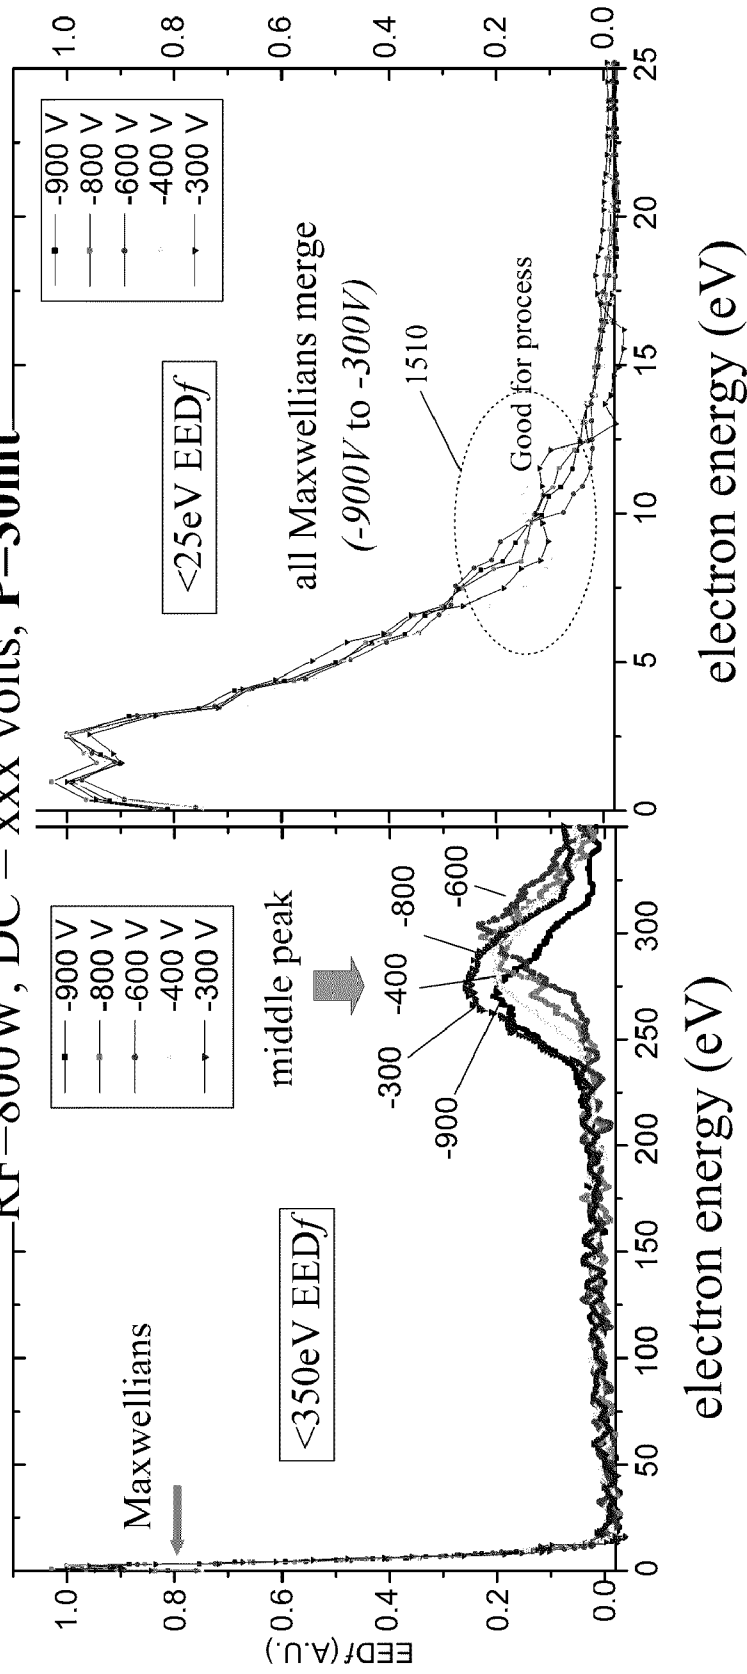 RF=800W, DC = xxx volts, P=30mt
1.0
0.8
0.6
0.4
0.2
0.0
EEDf (A.U.)
Maxwellians
<350eV EEDf
-900 V
-800 V
-600 V
-400 V
-300 V
middle peak
-300
-400
-800
-900
-600
0
50
100
150
200
250
300
electron energy (eV)
<25eV EEDf
-900 V
-800 V
-600 V
-400 V
-300 V
all Maxwellians merge
(-900V to -300V)
1510
Good for process
1.0
0.8
0.6
0.4
0.2
0.0
0
5
10
15
20
25
electron energy (eV)